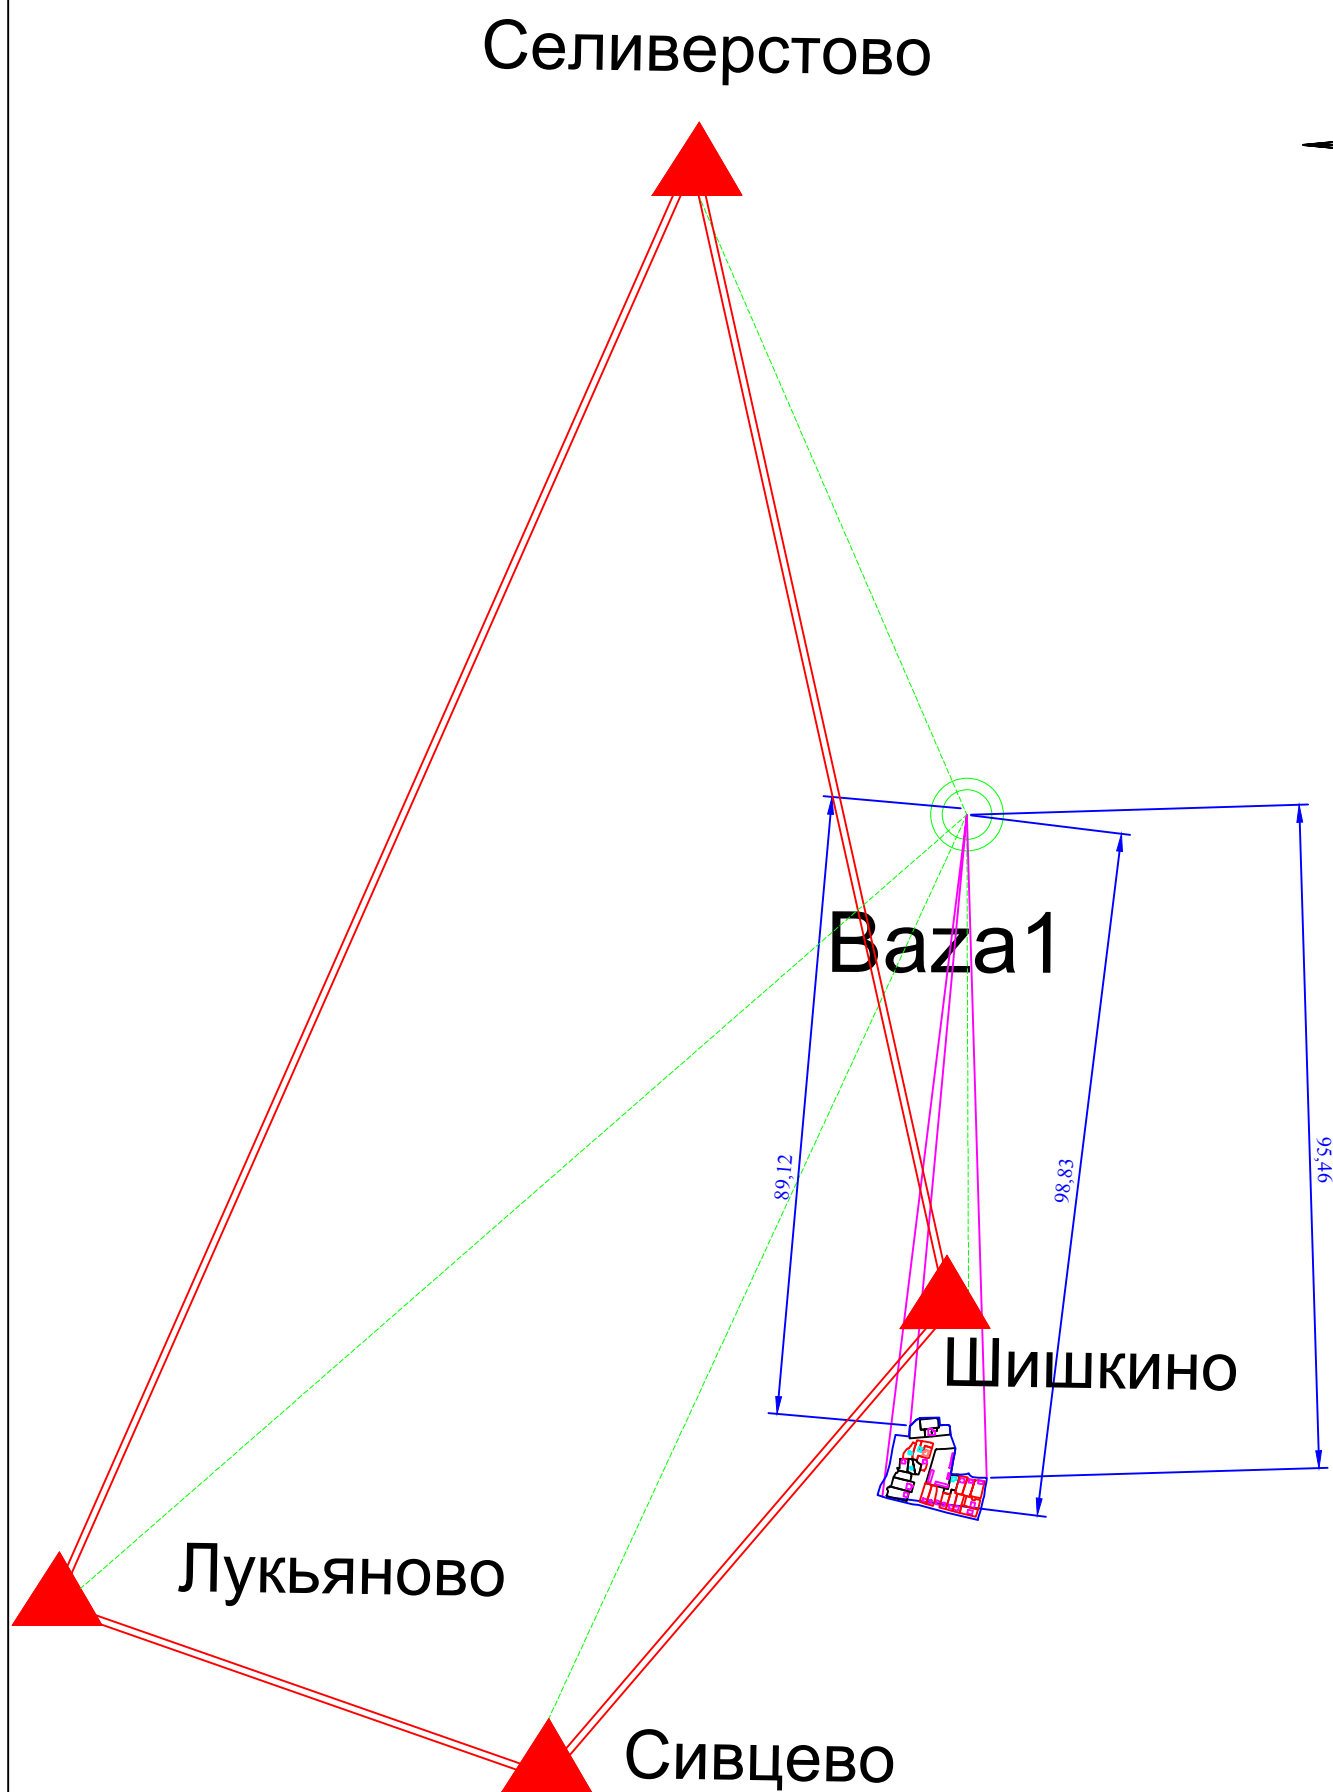 Селиверстово
Baza1
89,12
98,83
95,46
Шишкино
Лукьяново
Сивцево